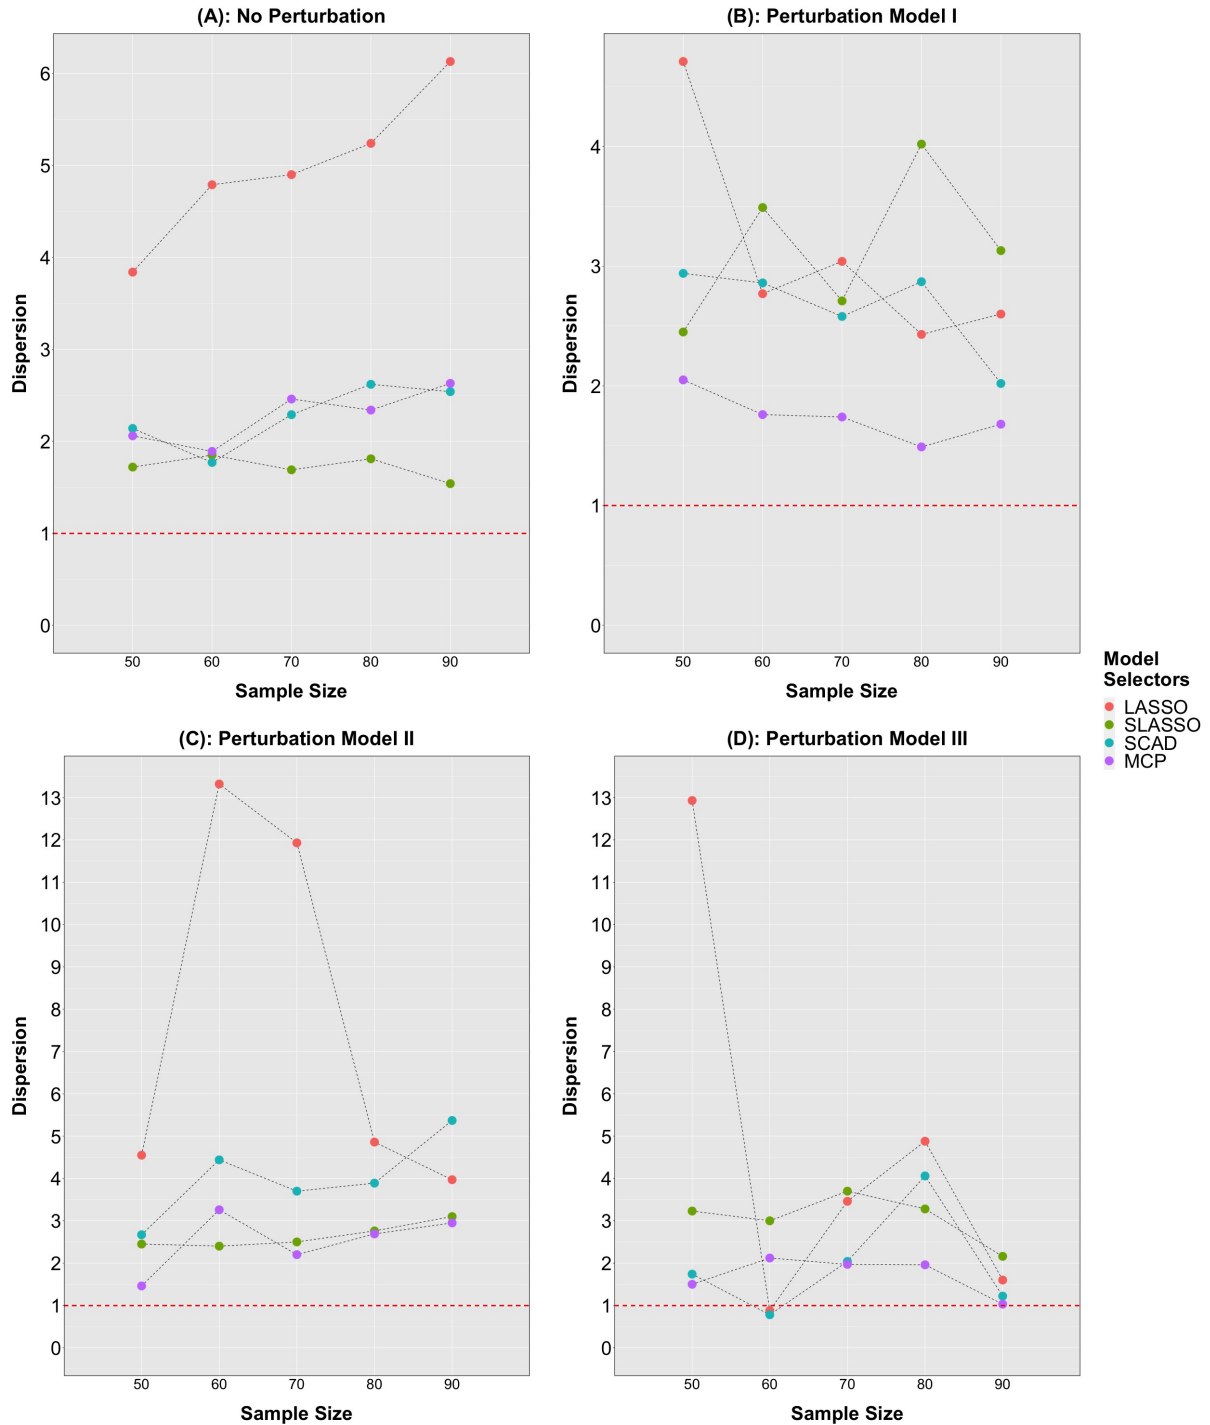 (A): No Perturbation
Dispersion
6
5
4
3
2
1
0
50 60 70 80 90
Sample Size
(B): Perturbation Model I
Dispersion
4
3
2
1
0
50 60 70 80 90
Sample Size
Model
Selectors
LASSO
SLASSO
SCAD
MCP
(C): Perturbation Model II
Dispersion
13
12
11
10
9
8
7
6
5
4
3
2
1
0
50 60 70 80 90
Sample Size
(D): Perturbation Model III
Dispersion
13
12
11
10
9
8
7
6
5
4
3
2
1
0
50 60 70 80 90
Sample Size